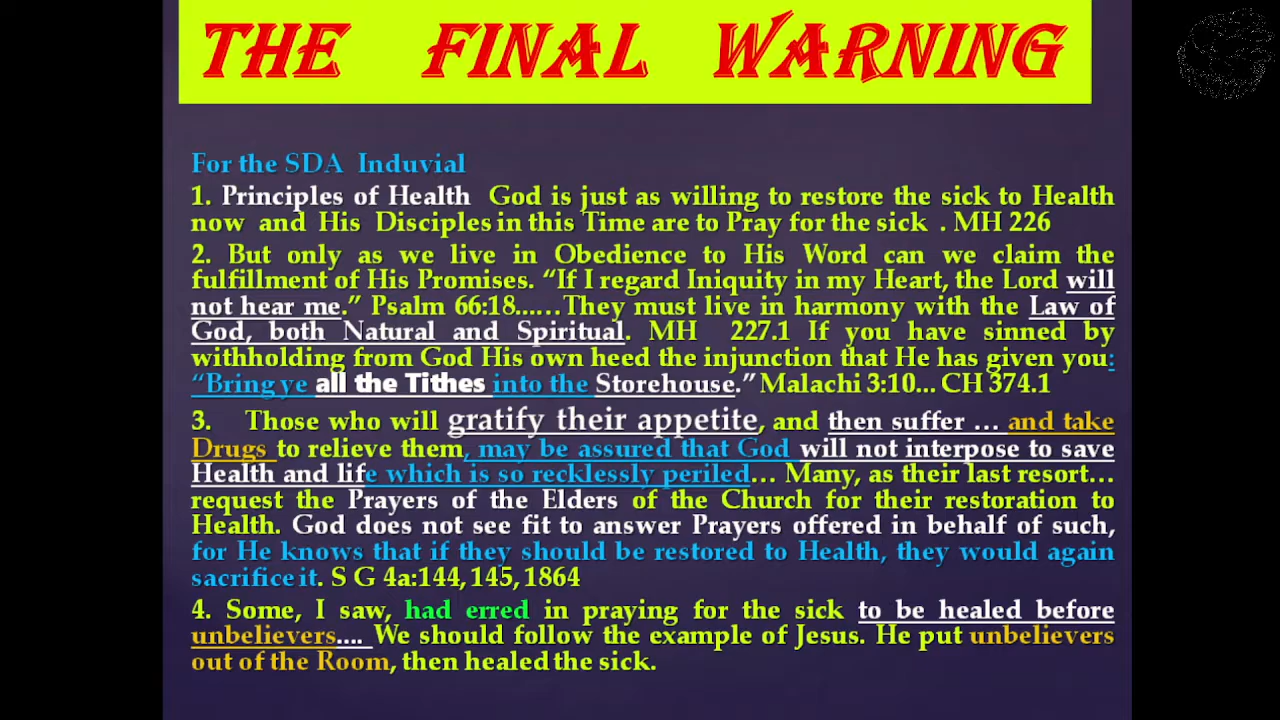 THE FINAL WARNING
For the SDA Induvial
1. Principles of Health God is just as willing to restore the sick to Health
now and His Disciples in this Time are to Pray for the sick . MH 226
2. But only as we live in Obedience to His Word can we claim the
fulfillment of His Promises. “If I regard Iniquity in my Heart, the Lord will
not hear me.” Psalm 66:18...…They must live in harmony with the Law of
God, both Natural and Spiritual. MH 227.1 If you have sinned by
withholding from God His own heed the injunction that He has given you:
“Bring ye all the Tithes into the Storehouse.” Malachi 3:10... CH 374.1
3. Those who will gratify their appetite, and then suffer … and take
Drugs to relieve them, may be assured that God will not interpose to save
Health and life which is so recklessly periled… Many, as their last resort…
request the Prayers of the Elders of the Church for their restoration to
Health. God does not see fit to answer Prayers offered in behalf of such,
for He knows that if they should be restored to Health, they would again
sacrifice it. S G 4a:144, 145, 1864
4. Some, I saw, had erred in praying for the sick to be healed before
unbelievers…. We should follow the example of Jesus. He put unbelievers
out of the Room, then healed the sick.